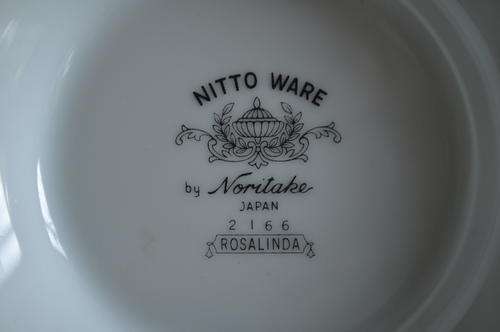 NITTO WARE
by Noritake
JAPAN
2166
ROSALINDA